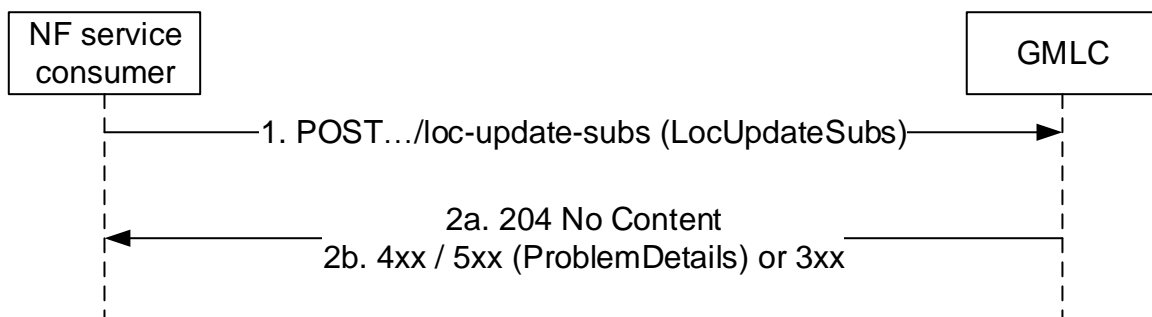 NF service
consumer
GMLC
1. POST…/loc-update-subs (LocUpdateSubs)
2a. 204 No Content
2b. 4xx / 5xx (ProblemDetails) or 3xx